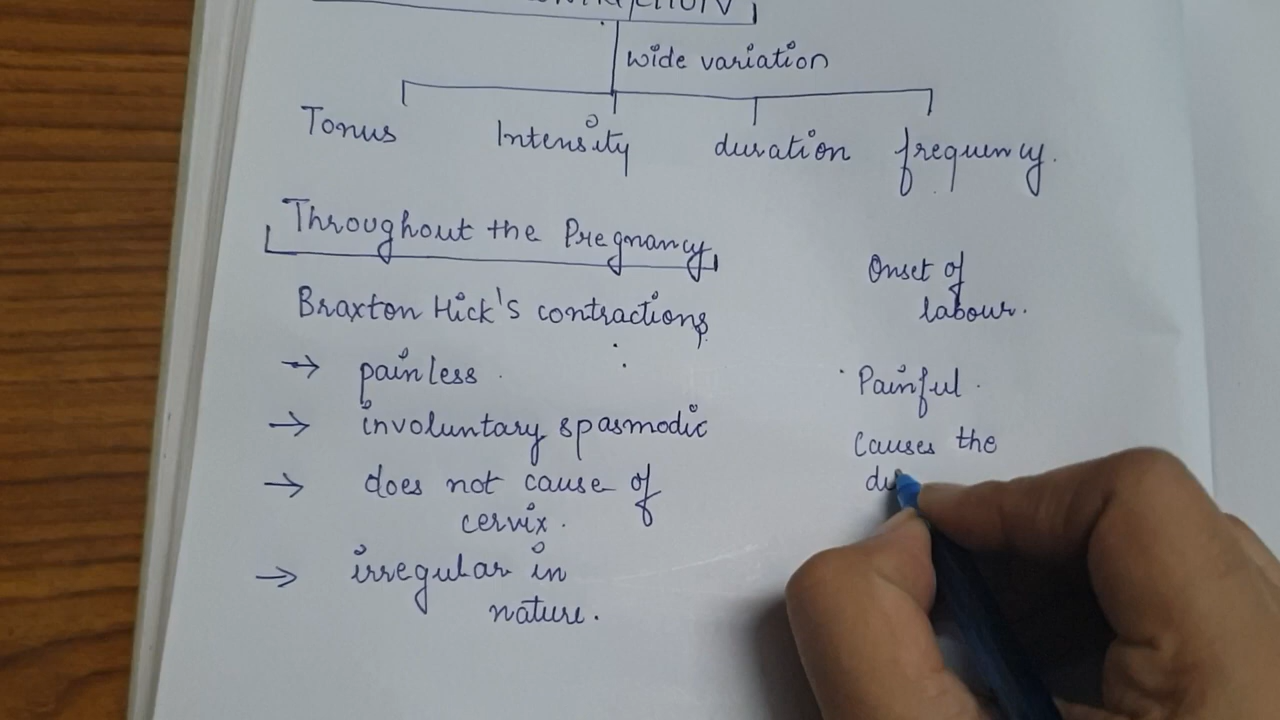 wide variation
Tonus Intensity duration frequency.
Throughout the Pregnancy
Onset of
labour.
Braxton Hick's contractions
→ painless.
Painful.
→ involuntary spasmodic
Causes the
→ does not cause of
du
cervix.
→ irregular in
nature.